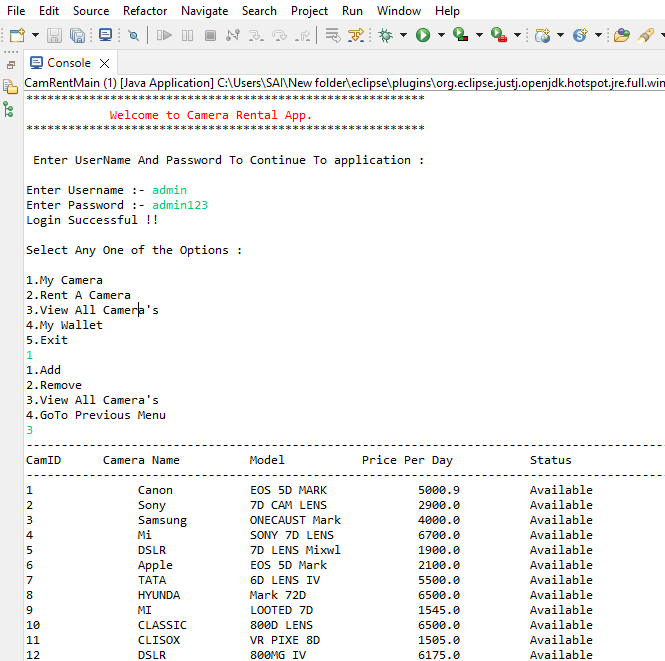 File Edit Source Refactor Navigate Search Project Run Window Help
Console
CamRentMain (1) [Java Application] C:\Users\SAI\New folder\eclipse\plugins\org.eclipse.justj.openjdk.hotspot.jre.full.win
*********************************************************
Welcome to Camera Rental App.
*********************************************************
Enter UserName And Password To Continue To application :
Enter Username :- admin
Enter Password :- admin123
Login Successful !!
Select Any One of the Options :
1.My Camera
2.Rent A Camera
3.View All Camera's
4.My Wallet
5.Exit
1
1.Add
2.Remove
3.View All Camera's
4.GoTo Previous Menu
3
--------------------------------------------------------------------------------------------
CamID Camera Name Model Price Per Day Status
--------------------------------------------------------------------------------------------
1 Canon EOS 5D MARK 5000.9 Available
2 Sony 7D CAM LENS 2900.0 Available
3 Samsung ONECAUST Mark 4000.0 Available
4 Mi SONY 7D LENS 6700.0 Available
5 DSLR 7D LENS Mixwl 1900.0 Available
6 Apple EOS 5D Mark 2100.0 Available
7 TATA 6D LENS IV 5500.0 Available
8 HYUNDA Mark 72D 6500.0 Available
9 MI LOOTED 7D 1545.0 Available
10 CLASSIC 800D LENS 6500.0 Available
11 CLISOX VR PIXE 8D 1505.0 Available
12 DSLR 800MG IV 6175.0 Available